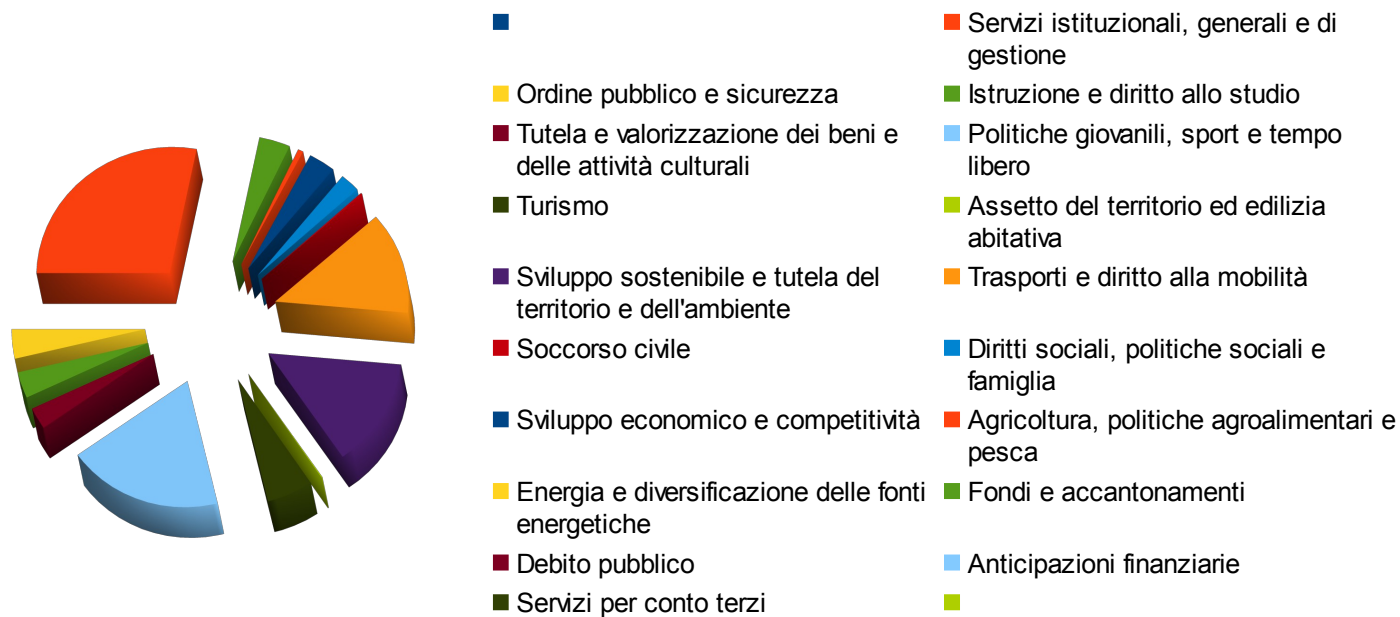 Servizi istituzionali, generali e di
gestione
Ordine pubblico e sicurezza
Istruzione e diritto allo studio
Tutela e valorizzazione dei beni e
delle attività culturali
Politiche giovanili, sport e tempo
libero
Turismo
Assetto del territorio ed edilizia
abitativa
Sviluppo sostenibile e tutela del
territorio e dell'ambiente
Trasporti e diritto alla mobilità
Soccorso civile
Diritti sociali, politiche sociali e
famiglia
Sviluppo economico e competitività
Agricoltura, politiche agroalimentari e
pesca
Energia e diversificazione delle fonti
energetiche
Fondi e accantonamenti
Debito pubblico
Anticipazioni finanziarie
Servizi per conto terzi